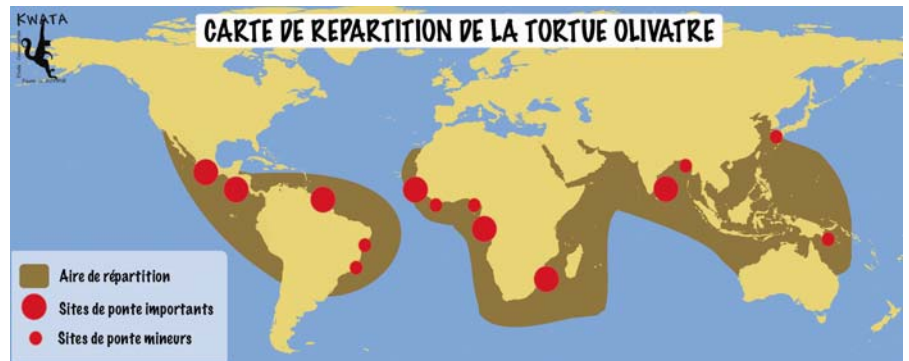 KWATA
CARTE DE REPARTITION DE LA TORTUE OLIVATRE
Aire de répartition
Sites de ponte importants
Sites de ponte mineurs